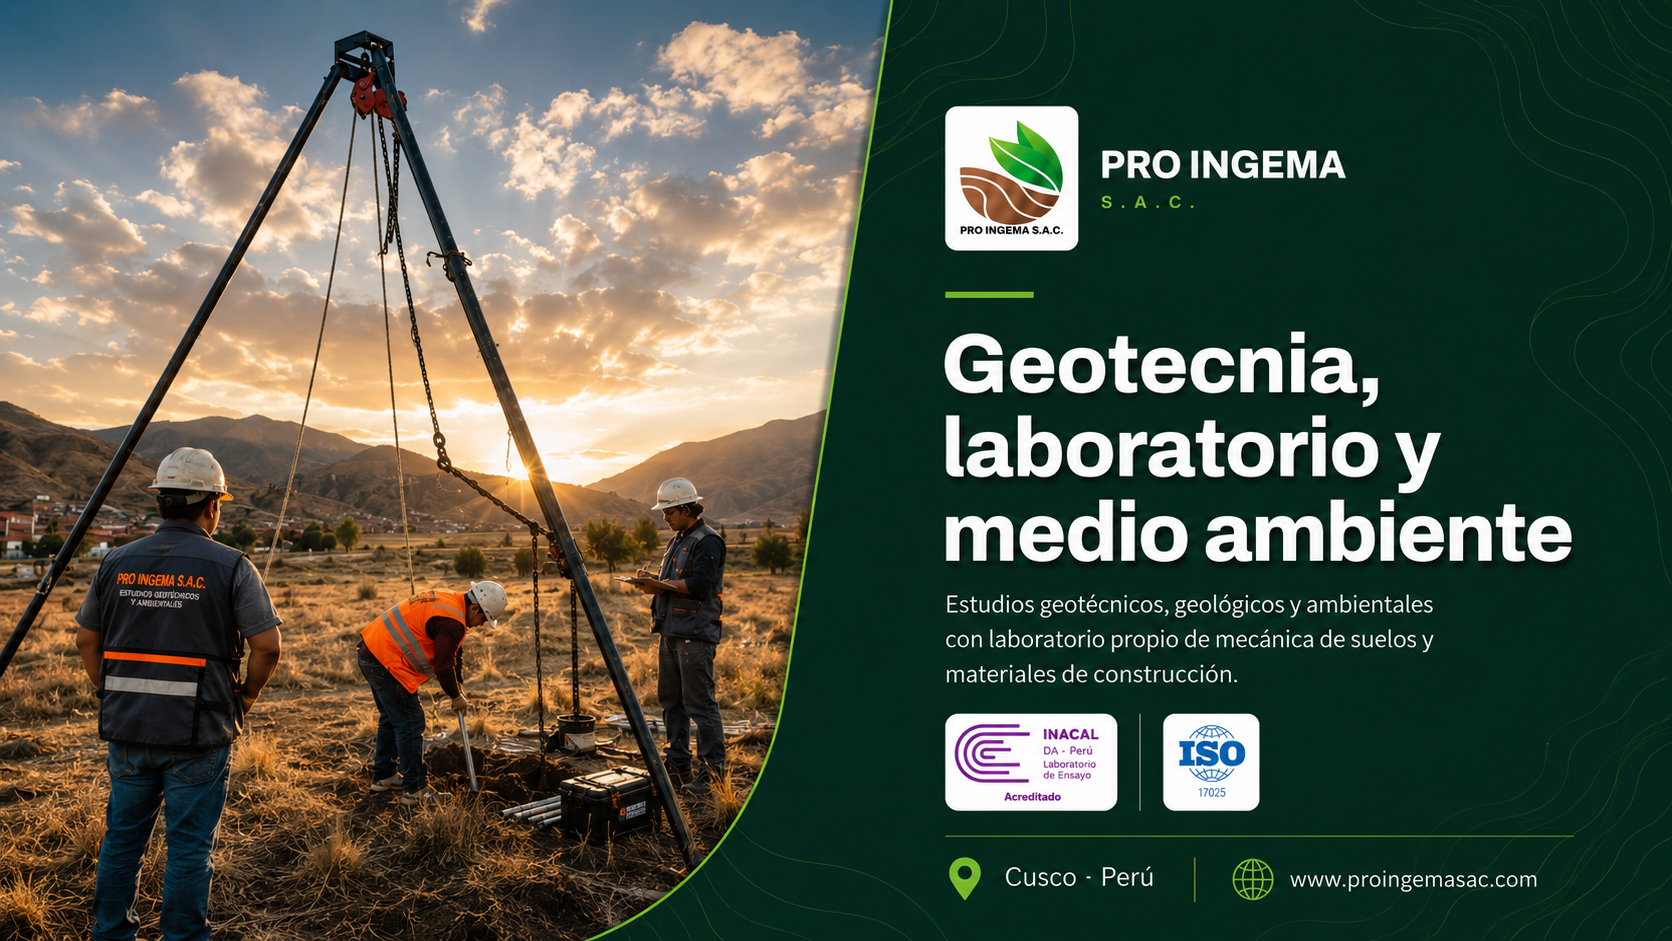 PRO INGEMA S.A.C.
ESTUDIOS GEOTÉCNICOS
Y AMBIENTALES
PRO INGEMA S.A.C.
PRO INGEMA
S.A.C.
Geotecnia,
laboratorio y
medio ambiente
Estudios geotécnicos, geológicos y ambientales
con laboratorio propio de mecánica de suelos y
materiales de construcción.
INACAL
DA - Perú
Laboratorio
de Ensayo
Acreditado
ISO
17025
Cusco - Perú
www.proingemasac.com